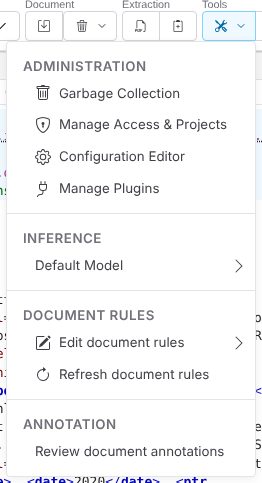 Document Extraction Tools
ADMINISTRATION
Garbage Collection
Manage Access & Projects
Configuration Editor
Manage Plugins
INFERENCE
Default Model
DOCUMENT RULES
Edit document rules
Refresh document rules
ANNOTATION
Review document annotations
<date>2020</date> <ptr